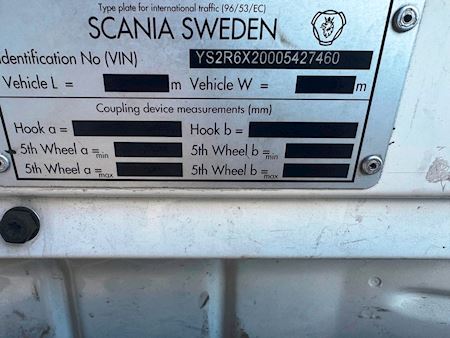 Type plate for international traffic (96/53/EC)
SCANIA SWEDEN
dentification No (VIN) YS2R6X20005427460
Vehicle L = m Vehicle W = m
Coupling device measurements (mm)
Hook a = Hook b =
5th Wheel a =min 5th Wheel b =min
5th Wheel a =max 5th Wheel b =max